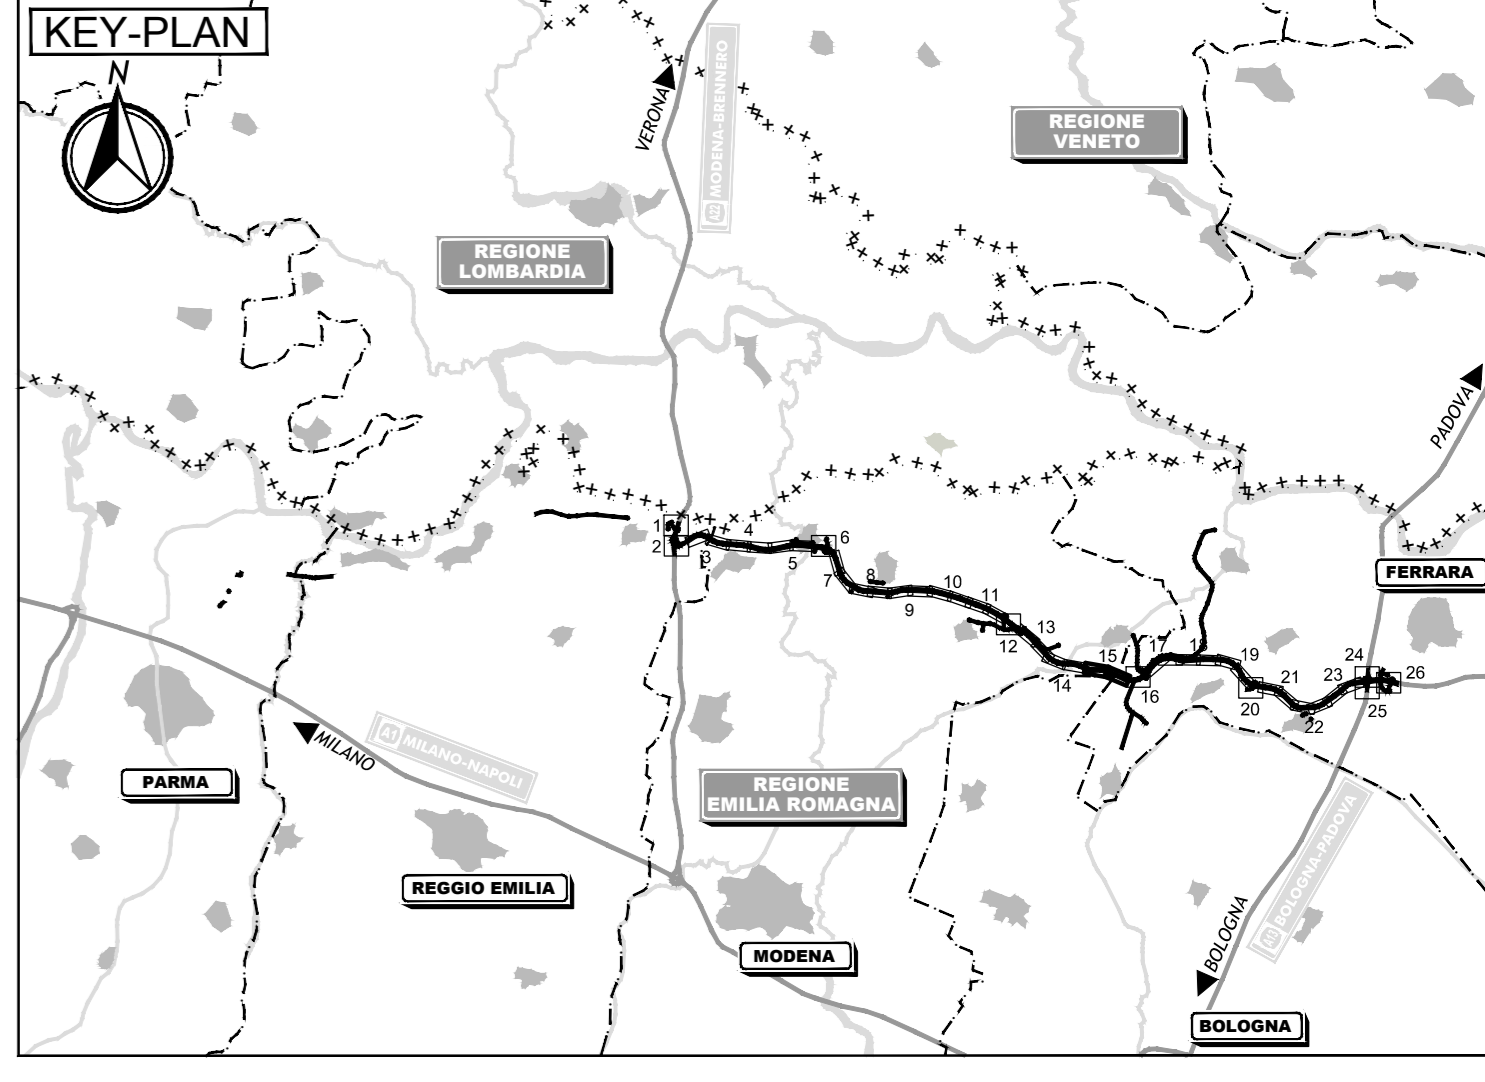 KEY-PLAN
N
VERONA
A22 MODENA-BRENNERO
REGIONE
VENETO
REGIONE
LOMBARDIA
PADOVA
1
2
3
4
5
6
7
8
9
10
11
12
13
14
15
16
17
18
19
20
21
22
23
24
25
26
FERRARA
MILANO
A1 MILANO-NAPOLI
PARMA
REGIONE
EMILIA ROMAGNA
REGGIO EMILIA
MODENA
A13 BOLOGNA-PADOVA
BOLOGNA
BOLOGNA